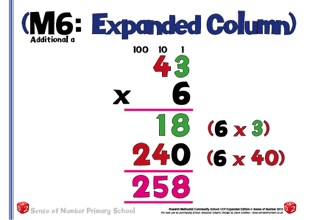 (M6: Expanded Column)
Additional a
100 10 1
43
x 6
18 (6 x 3)
240 (6 x 40)
258
Sense of Number Primary School